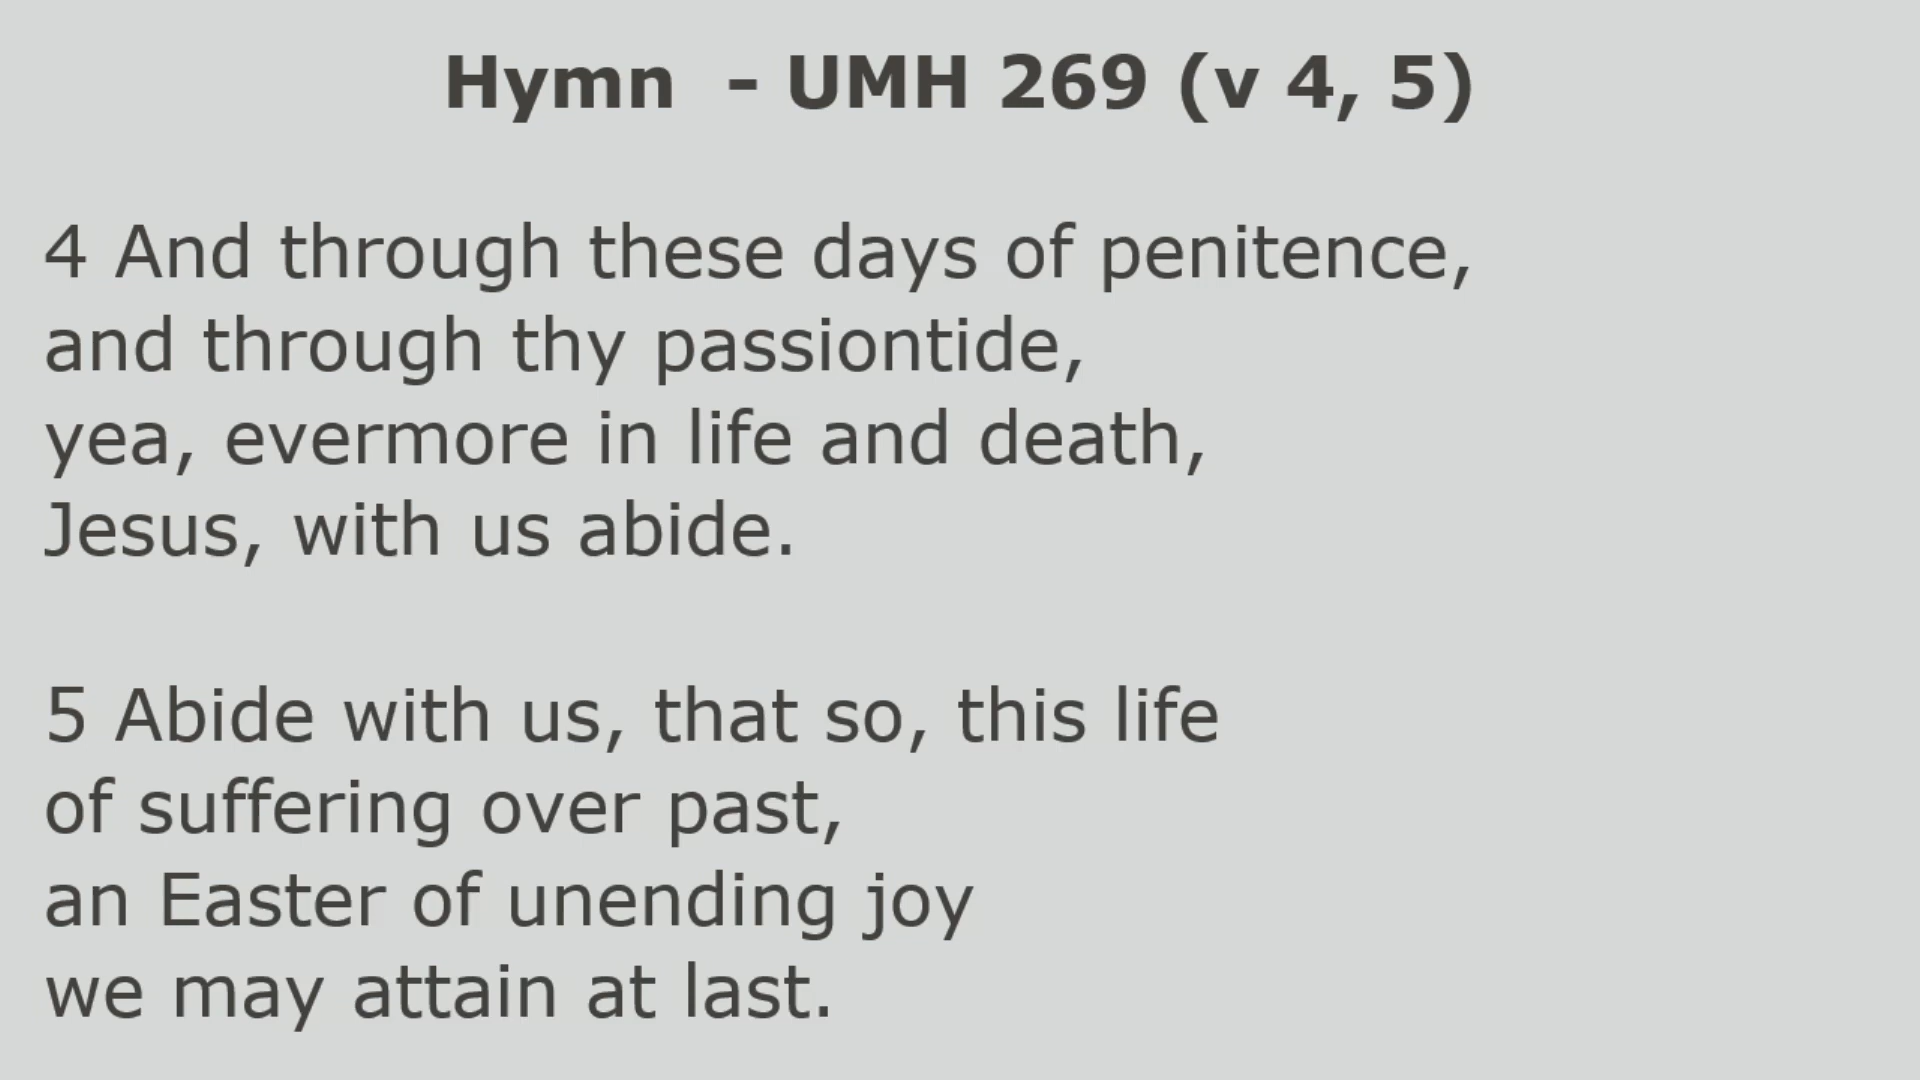 Hymn - UMH 269 (v 4, 5)
4 And through these days of penitence,
and through thy passiontide,
yea, evermore in life and death,
Jesus, with us abide.
5 Abide with us, that so, this life
of suffering over past,
an Easter of unending joy
we may attain at last.